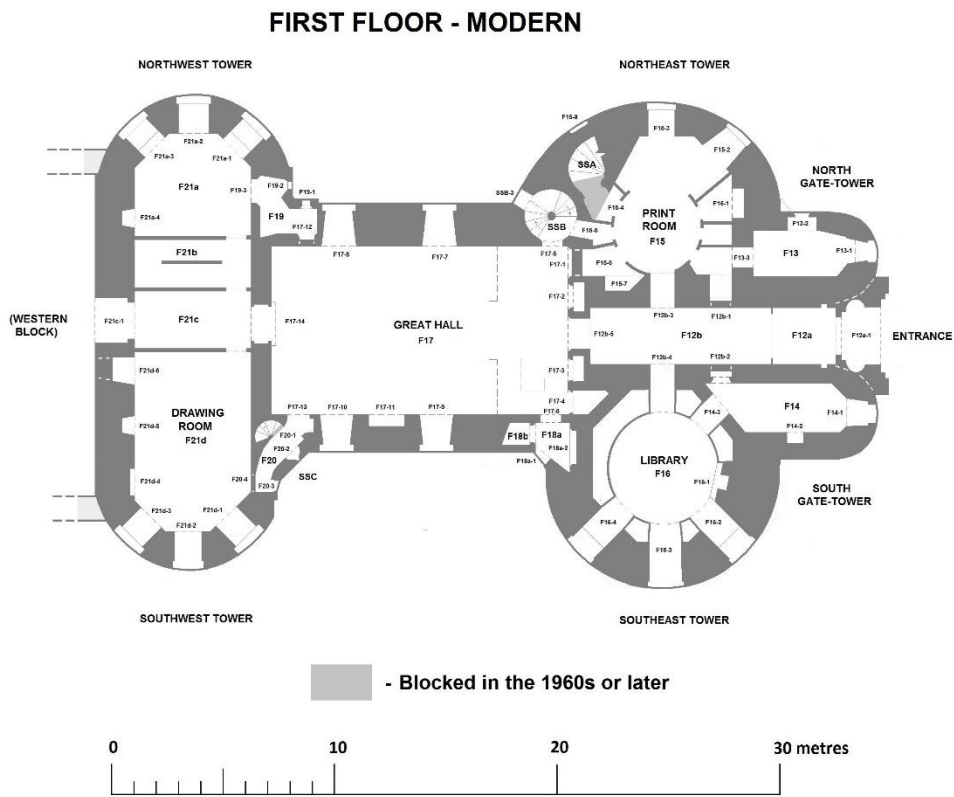 FIRST FLOOR - MODERN
NORTHWEST TOWER
NORTHEAST TOWER
F21a-2
F21a-3
F21a-1
F15-8
F15-3
F15-2
SSA
NORTH
GATE-TOWER
F21a
F19-3
F19-2
F19-1
SSB-3
F15-4
F15-1
F21a-4
F19
F17-12
SSB
F15-5
PRINT
ROOM
F15
F13-2
F21b
F17-6
F17-7
F17-5
F17-1
F15-6
F13-3
F13
F13-1
F15-7
F17-2
(WESTERN
BLOCK)
F21c-1
F21c
F17-14
GREAT HALL
F17
F12b-3
F12b-1
F12b-5
F12b
F12a
F12a-1
ENTRANCE
F12b-4
F12b-2
F21d-6
F17-3
DRAWING
ROOM
F21d
F21d-5
F17-13
F17-10
F17-11
F17-9
F17-4
F17-6
F14
F14-1
F14-3
F14-2
F20-1
F20-2
F20
F20-3
F20-4
SSC
F18b
F18a
F18a-2
F18a-1
LIBRARY
F16
F16-1
SOUTH
GATE-TOWER
F21d-4
F21d-3
F21d-1
F21d-2
F16-4
F16-2
F16-3
SOUTHWEST TOWER
SOUTHEAST TOWER
- Blocked in the 1960s or later
0 10 20 30 metres